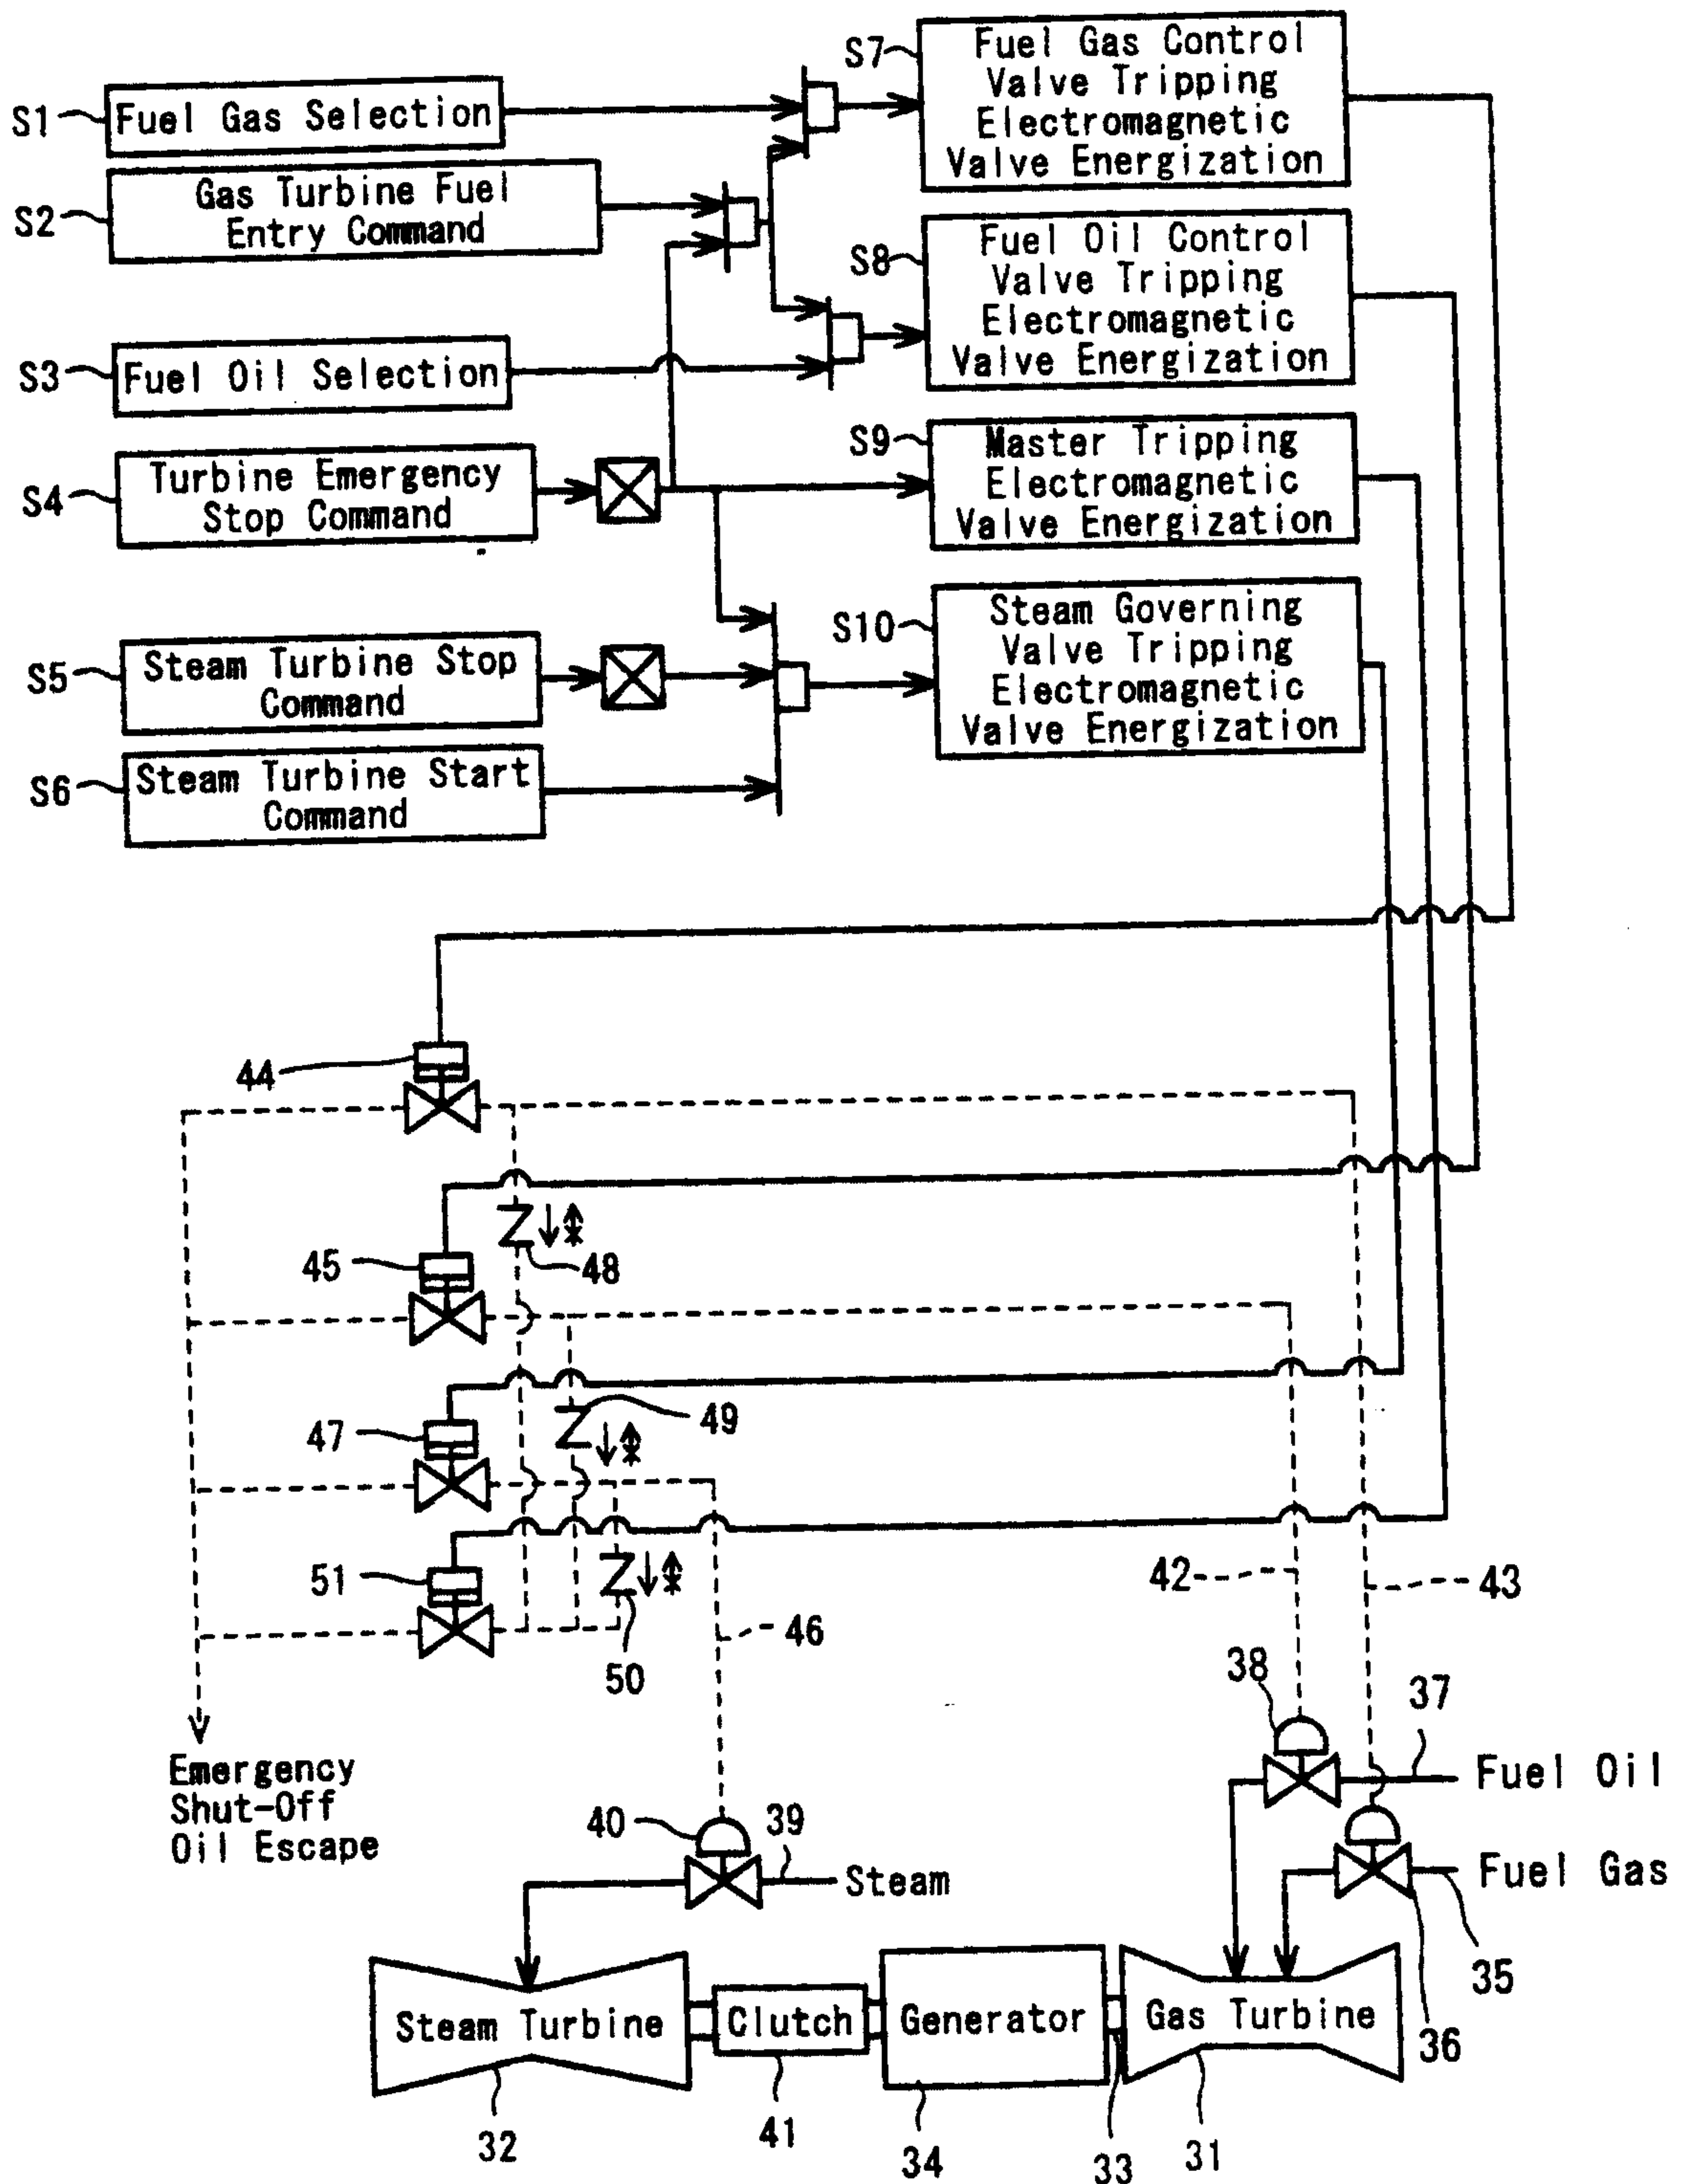 S1
Fuel Gas Selection
S2
Gas Turbine Fuel
Entry Command
S3
Fuel Oil Selection
S4
Turbine Emergency
Stop Command
S5
Steam Turbine Stop
Command
S6
Steam Turbine Start
Command
S7
Fuel Gas Control
Valve Tripping
Electromagnetic
Valve Energization
S8
Fuel Oil Control
Valve Tripping
Electromagnetic
Valve Energization
S9
Master Tripping
Electromagnetic
Valve Energization
S10
Steam Governing
Valve Tripping
Electromagnetic
Valve Energization
44
45
48
47
49
51
50
46
42
43
Emergency
Shut-Off
Oil Escape
38
37
Fuel Oil
40
39
Steam
Fuel Gas
35
36
Steam Turbine
Clutch
Generator
Gas Turbine
32
41
34
33
31